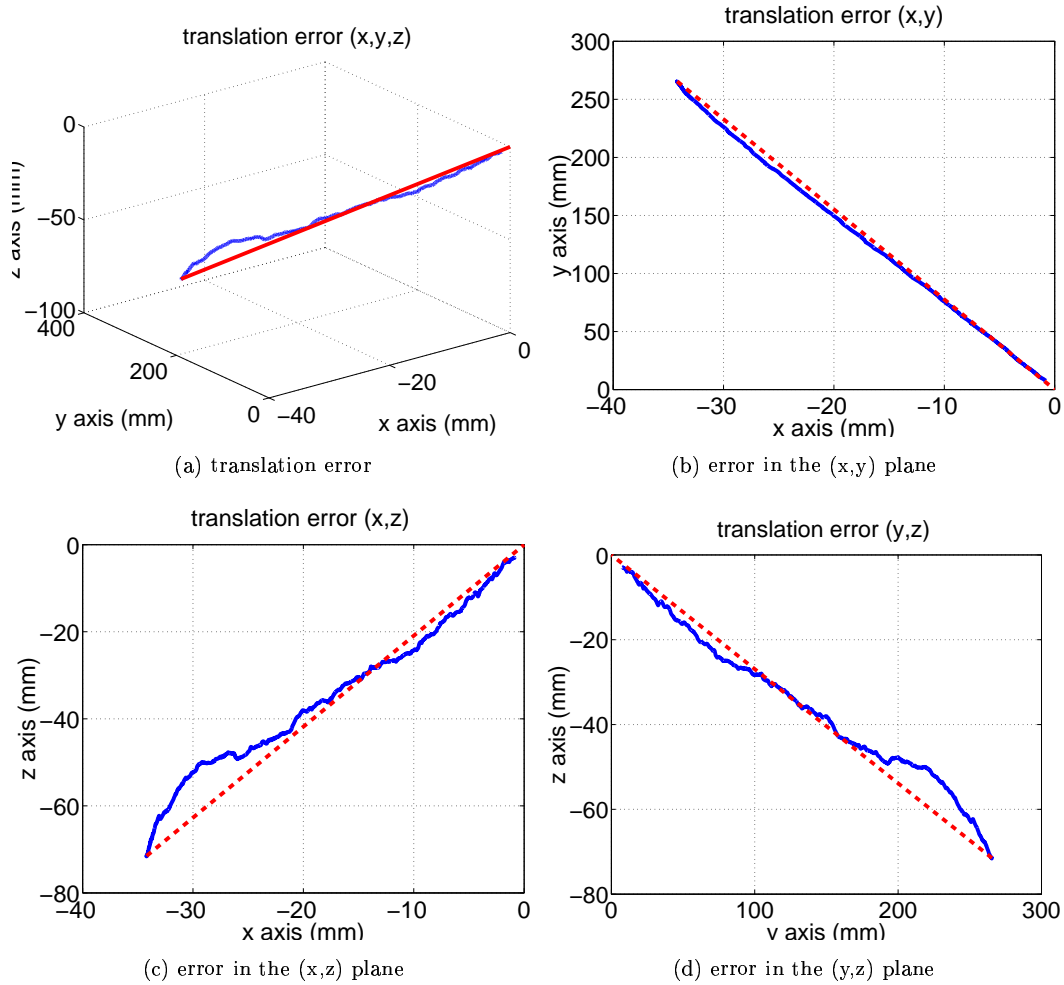 translation error (x,y,z)
0
−50
−100
z axis (mm)
400
200
0
y axis (mm)
−40
−20
0
x axis (mm)
(a) translation error
translation error (x,y)
300
250
200
150
100
50
0
y axis (mm)
−40
−30
−20
−10
0
x axis (mm)
(b) error in the (x,y) plane
translation error (x,z)
0
−20
−40
−60
−80
z axis (mm)
−40
−30
−20
−10
0
x axis (mm)
(c) error in the (x,z) plane
translation error (y,z)
0
−20
−40
−60
−80
z axis (mm)
0
100
200
300
y axis (mm)
(d) error in the (y,z) plane